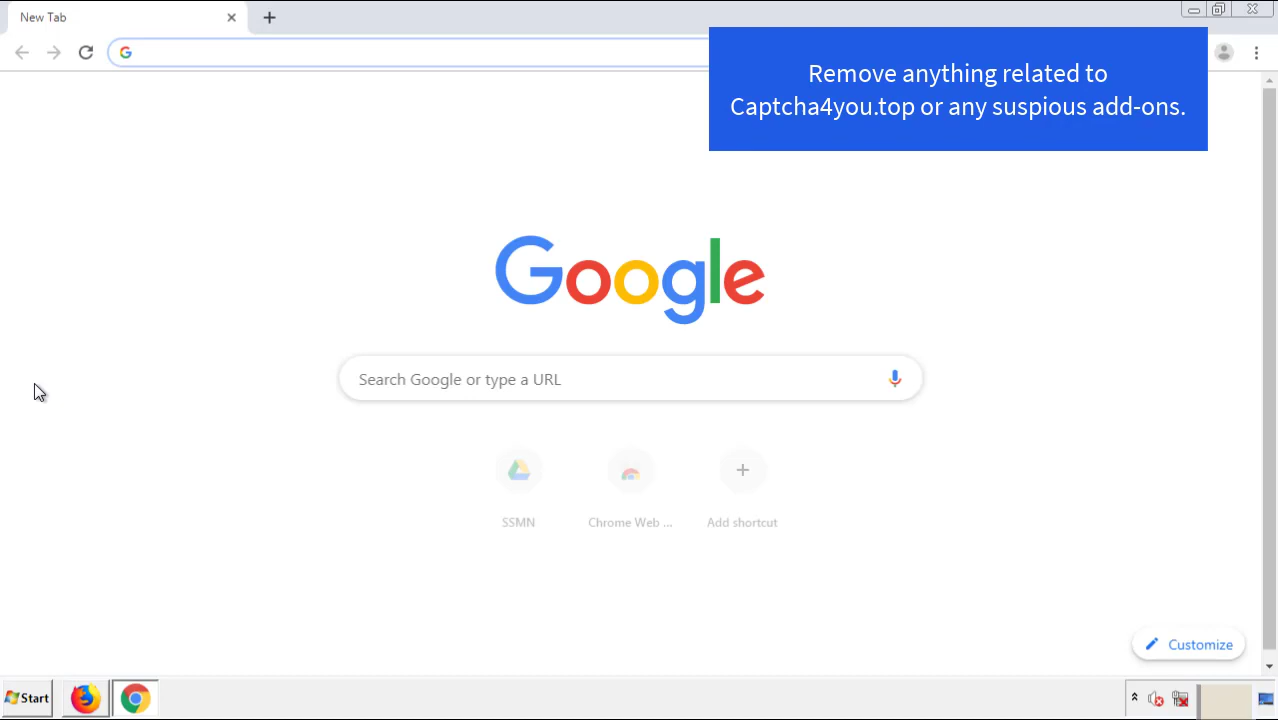 New Tab
Remove anything related to
Captcha4you.top or any suspious add-ons.
Google
Search Google or type a URL
SSMN
Chrome Web ...
Add shortcut
Customize
Start